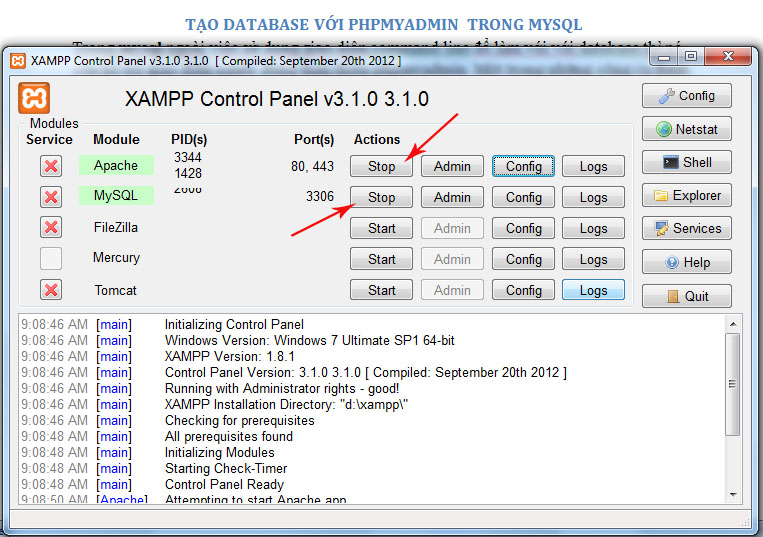 TẠO DATABASE VỚI PHPMYADMIN TRONG MYSQL
XAMPP Control Panel v3.1.0 3.1.0 [ Compiled: September 20th 2012 ]
XAMPP Control Panel v3.1.0 3.1.0
Config
Netstat
Shell
Explorer
Services
Help
Quit
Modules
Service Module PID(s) Port(s) Actions
Apache 3344 1428 80, 443 Stop Admin Config Logs
MySQL 3306 Stop Admin Config Logs
FileZilla Start Admin Config Logs
Mercury Start Admin Config Logs
Tomcat Start Admin Config Logs
9:08:46 AM [main] Initializing Control Panel
9:08:46 AM [main] Windows Version: Windows 7 Ultimate SP1 64-bit
9:08:46 AM [main] XAMPP Version: 1.8.1
9:08:46 AM [main] Control Panel Version: 3.1.0 3.1.0 [ Compiled: September 20th 2012 ]
9:08:46 AM [main] Running with Administrator rights - good!
9:08:46 AM [main] XAMPP Installation Directory: "d:\xampp\"
9:08:46 AM [main] Checking for prerequisites
9:08:48 AM [main] All prerequisites found
9:08:48 AM [main] Initializing Modules
9:08:48 AM [main] Starting Check-Timer
9:08:48 AM [main] Control Panel Ready
9:08:50 AM [Apache] Attempting to start Apache app